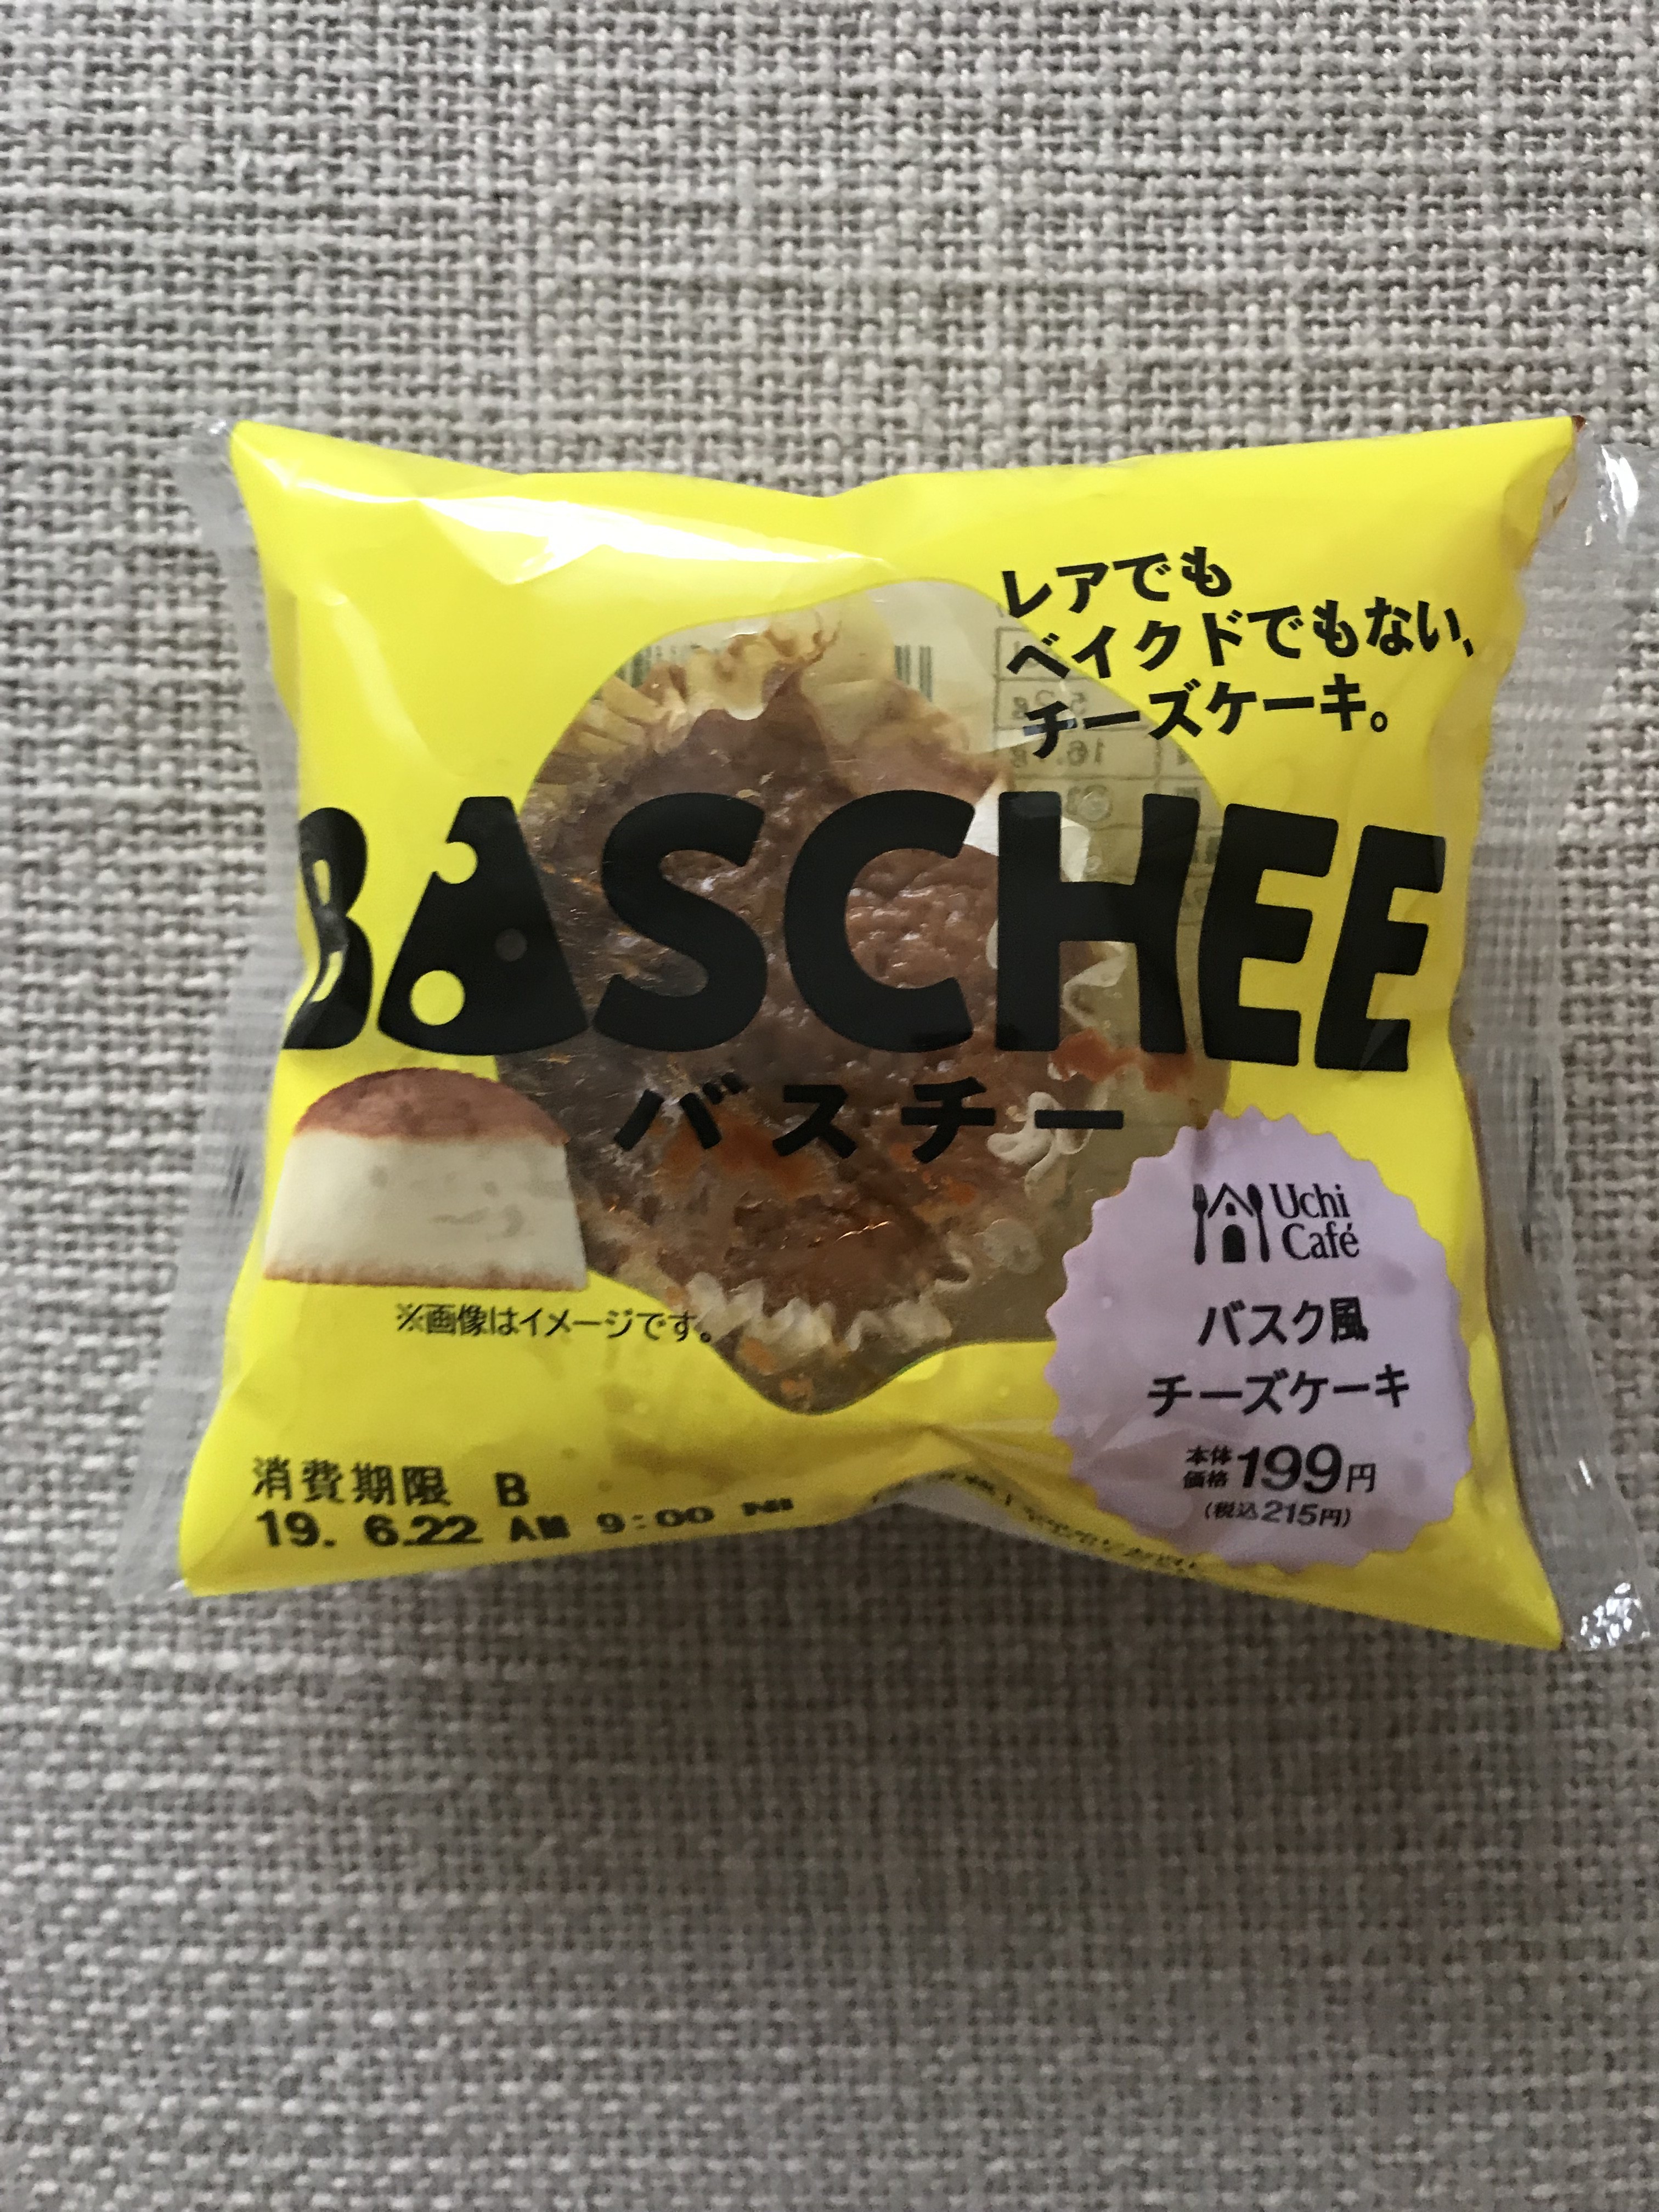 レアでも
ベイクドでもない、
チーズケーキ。
BASCHEE
バスチー
Uchi
Café
バスク風
チーズケーキ
※画像はイメージです。
本体
価格 199円
(税込215円)
消費期限 B
19. 6.22 AM 9:00 NI